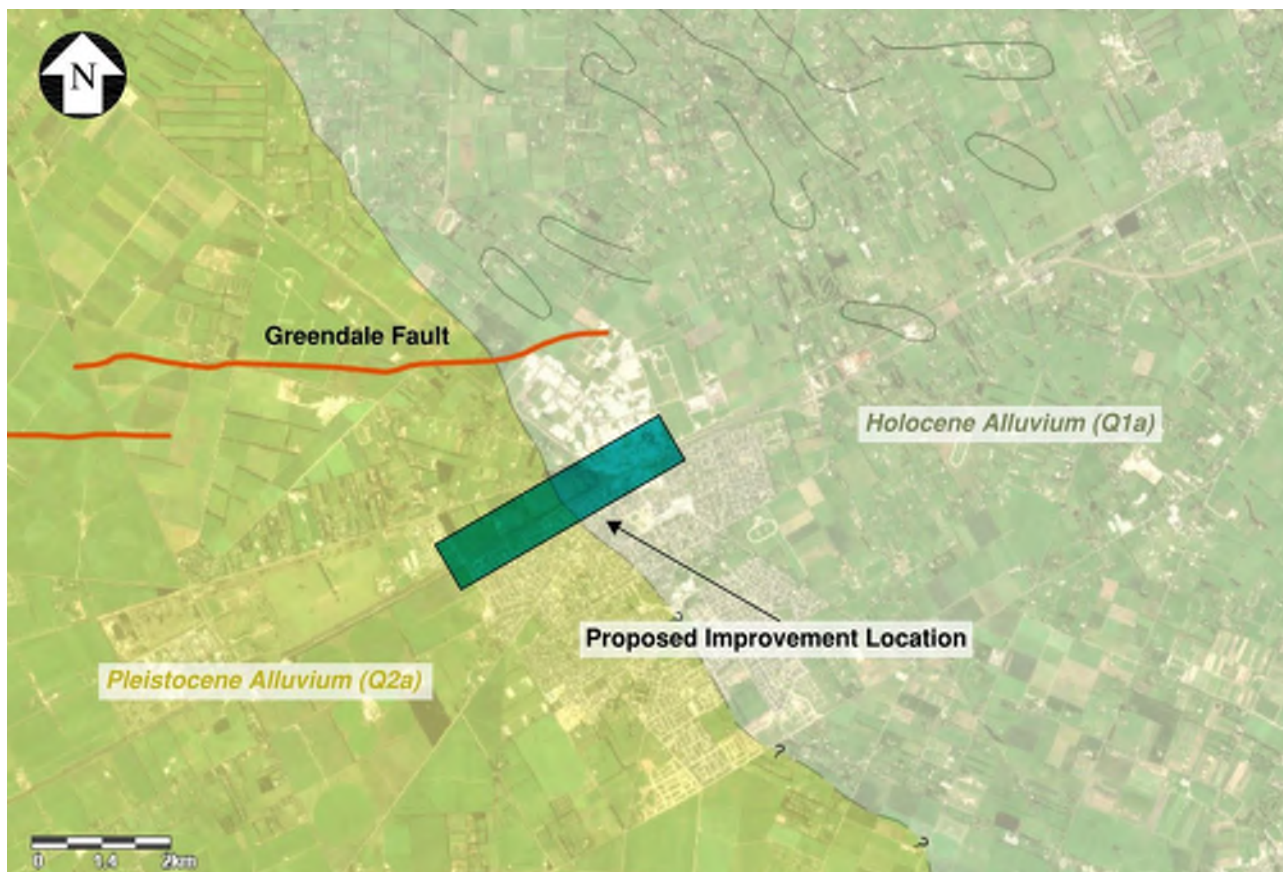 N
Greendale Fault
Holocene Alluvium (Q1a)
Proposed Improvement Location
Pleistocene Alluvium (Q2a)
?
?
?
0 1.4 2km